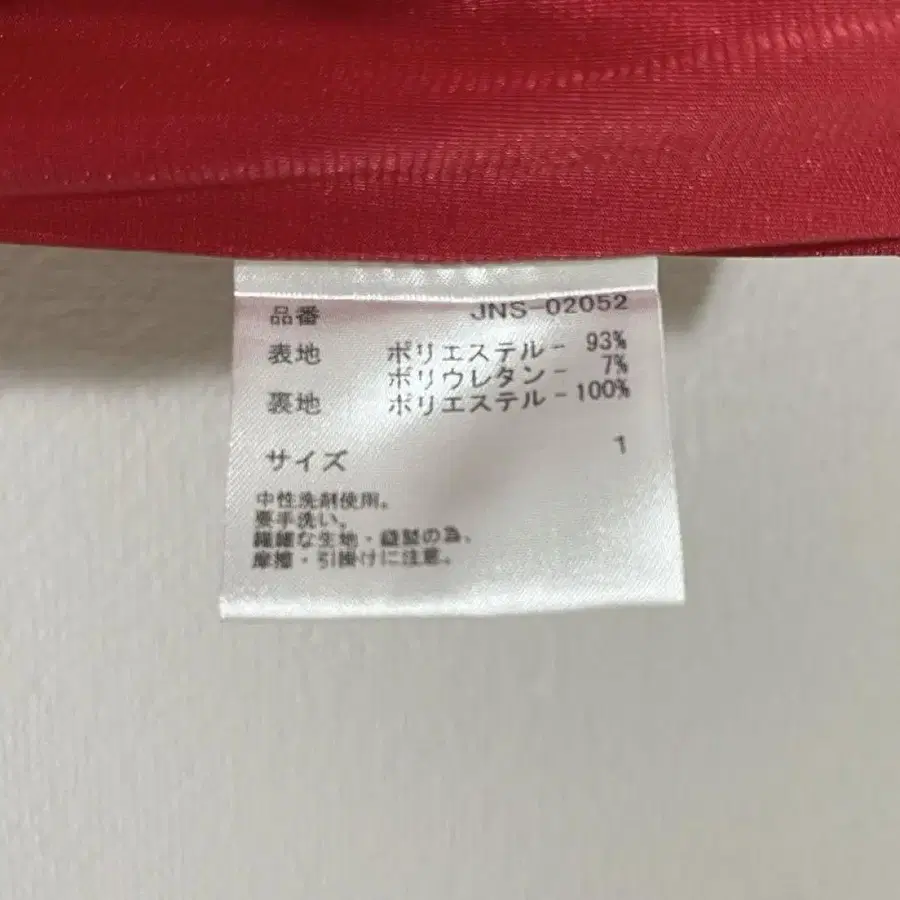 品番 JNS-02052
表地 ポリエステル - 93%
ポリウレタン - 7%
裏地 ポリエステル - 100%
サイズ 1
中性洗剤使用。
要手洗い。
繊細な生地・縫製の為、
摩擦・引掛けに注意。